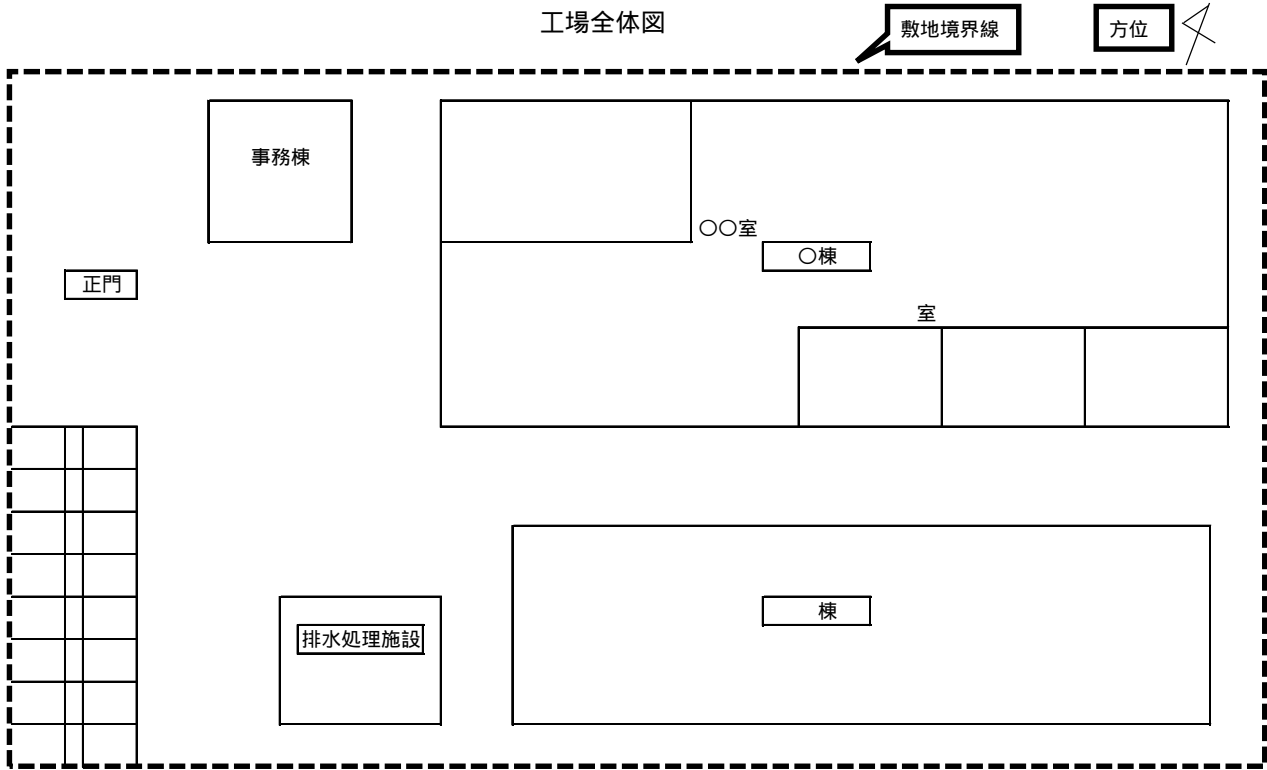 工場全体図
敷地境界線
方位
事務棟
〇〇室
〇棟
正門
室
棟
排水処理施設